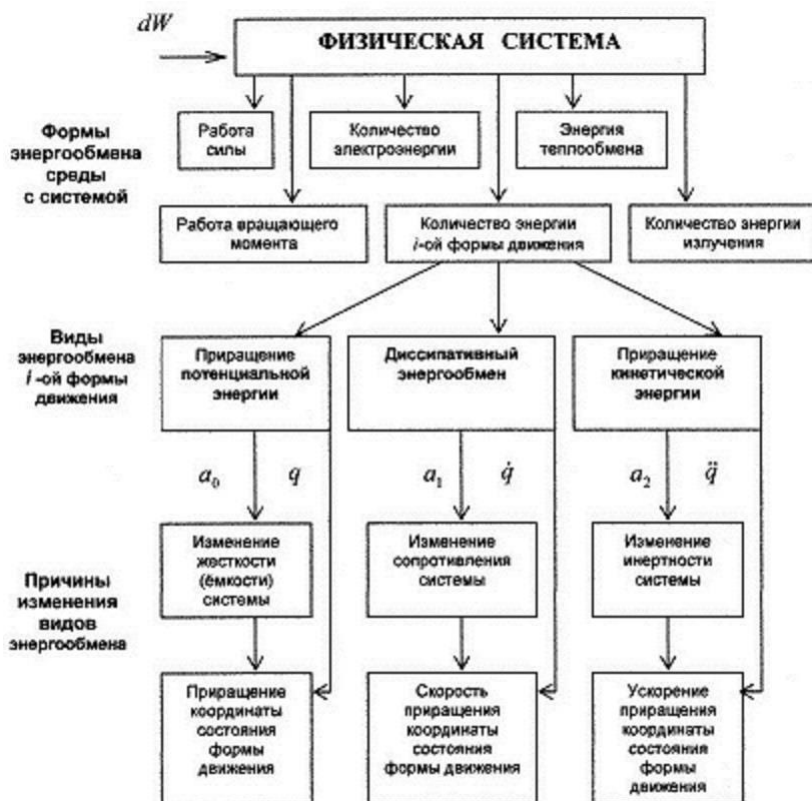 dW
ФИЗИЧЕСКАЯ СИСТЕМА
Формы
энергообмена
среды
с системой
Работа
силы
Количество
электроэнергии
Энергия
теплообмена
Работа вращающего
момента
Количество энергии
i-ой формы движения
Количество энергии
излучения
Виды
энергообмена
i -ой формы
движения
Приращение
потенциальной
энергии
Диссипативный
энергообмен
Приращение
кинетической
энергии
a₀ q
a₁ q̇
a₂ q̈
Причины
изменения
видов
энергообмена
Изменение
жесткости
(ёмкости)
системы
Изменение
сопротивления
системы
Изменение
инертности
системы
Приращение
координаты
состояния
формы
движения
Скорость
приращения
координаты
состояния
формы движения
Ускорение
приращения
координаты
состояния
формы
движения